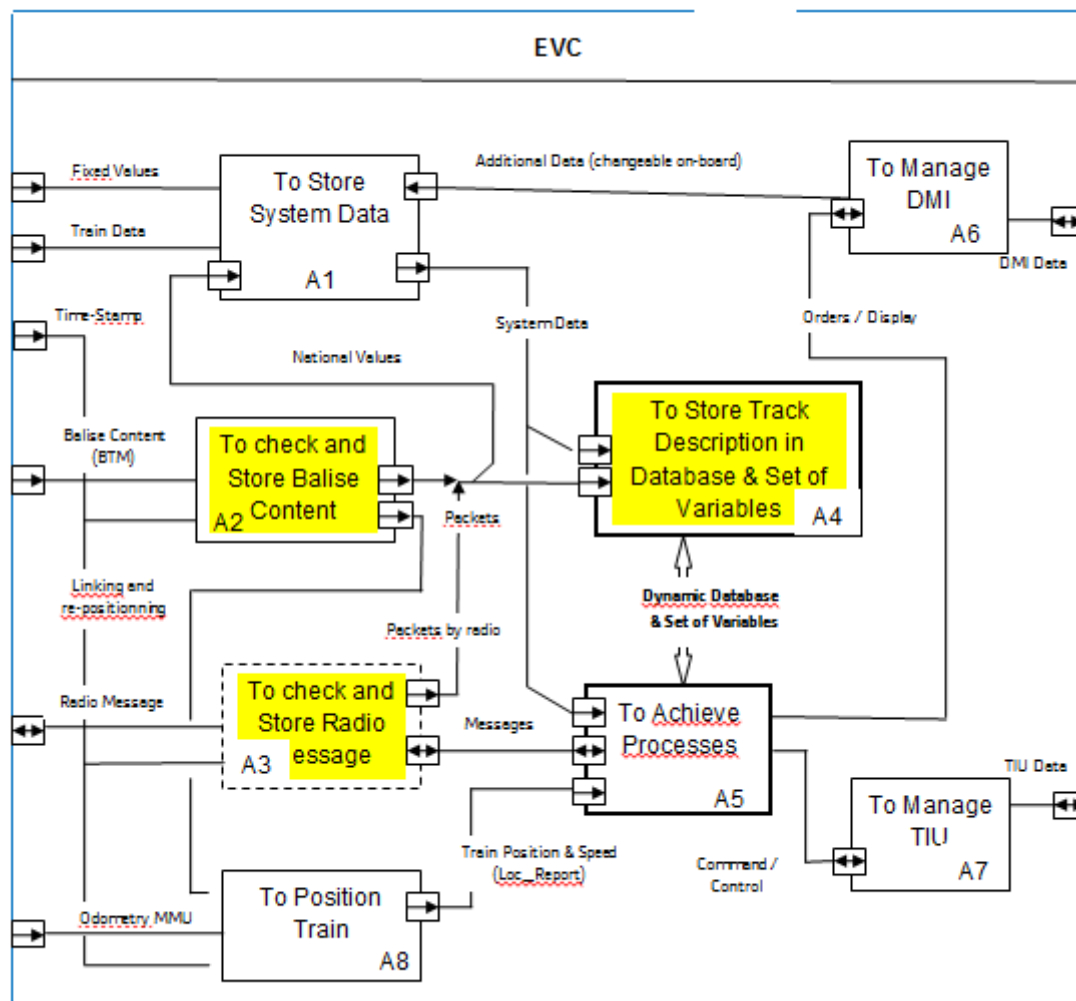 EVC
Fixed Values
To Store
System Data
A1
Additional Data (changeable on-board)
To Manage
DMI
A6
Train Data
DMI Data
Time-Stamp
System Data
Orders / Display
National Values
Balise Content
(BTM)
To check and
Store Balise
Content
A2
Packets
To Store Track
Description in
Database & Set of
Variables
A4
Linking and
re-positionning
Packets by radio
Dynamic Database
& Set of Variables
Radio Message
To check and
Store Radio
essage
A3
Messages
To Achieve
Processes
A5
TIU Data
To Manage
TIU
A7
Train Position & Speed
(Loc_Report)
Command /
Control
Odometry MMU
To Position
Train
A8